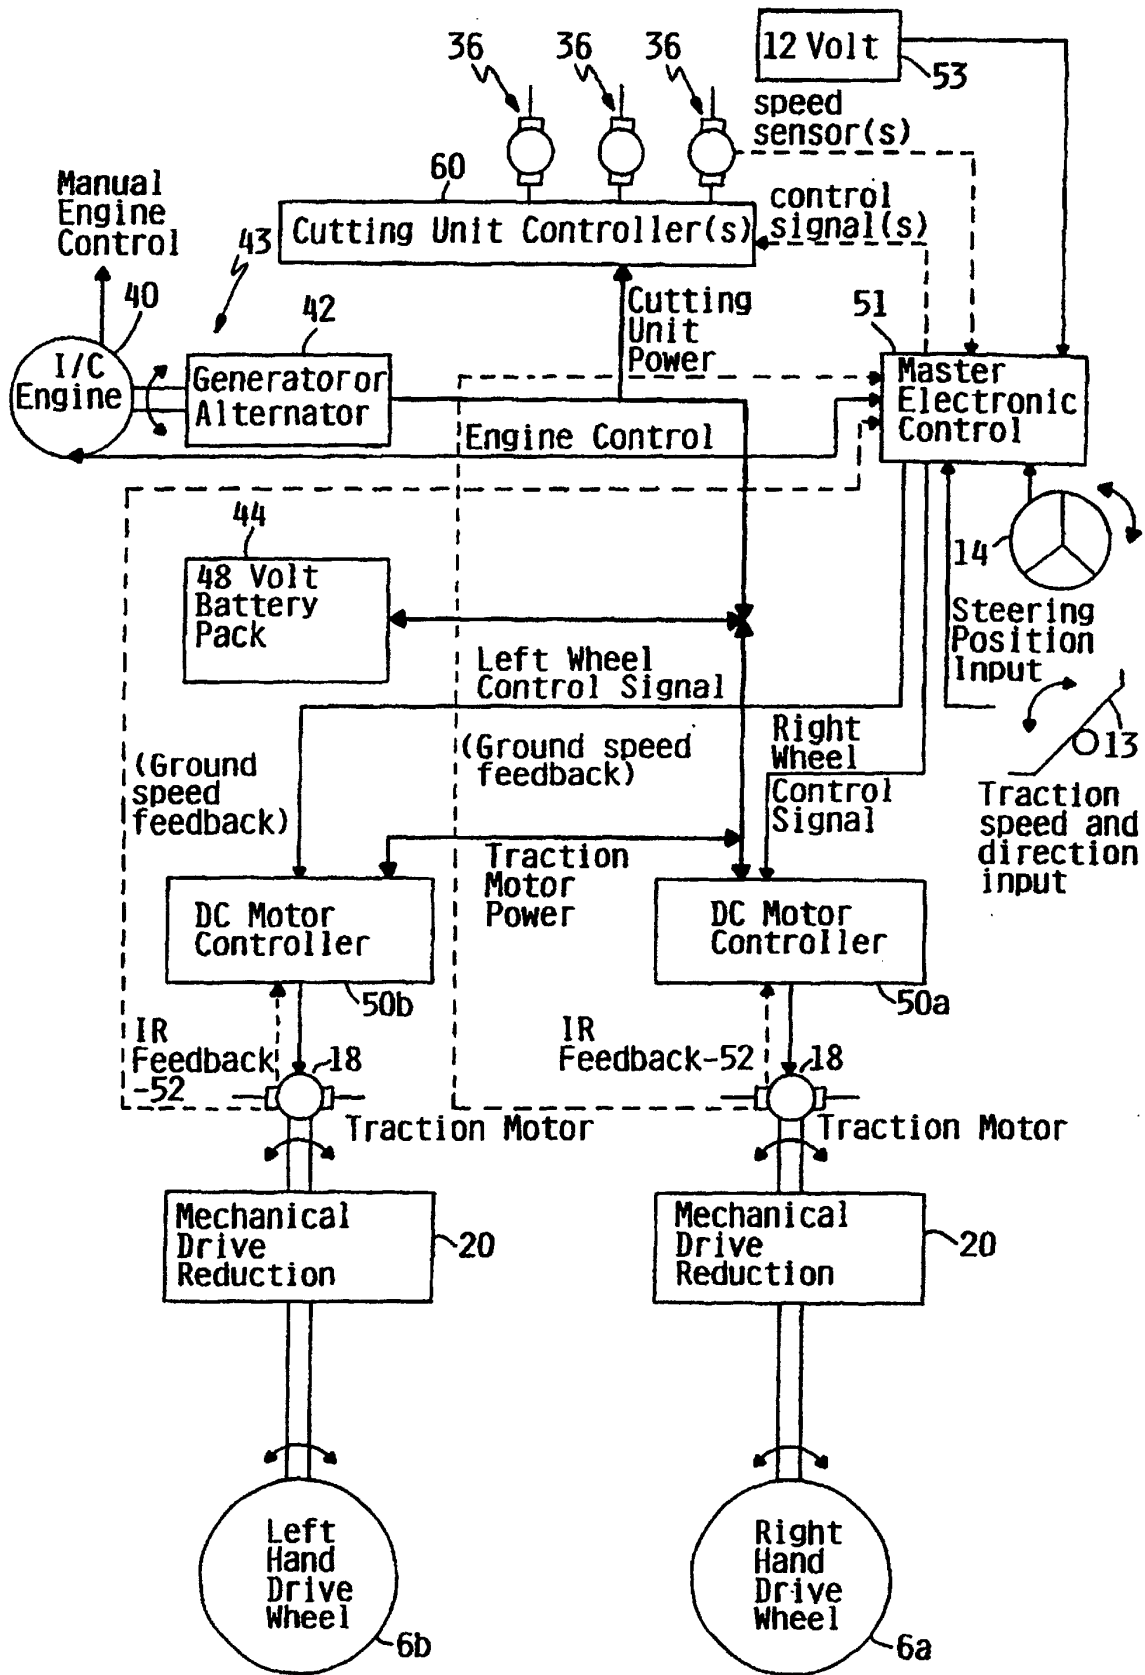 36
36
36
12 Volt
53
speed
sensor(s)
60
Manual
Engine
Control
Cutting Unit Controller(s)
control
signal(s)
43
40
42
51
Cutting
Unit
Power
I/C
Engine
Generator or
Alternator
Master
Electronic
Control
Engine Control
44
48 Volt
Battery
Pack
14
Steering
Position
Input
Left Wheel
Control Signal
(Ground
speed
feedback)
(Ground speed
feedback)
Right
Wheel
Control
Signal
13
Traction
speed and
direction
input
Traction
Motor
Power
DC Motor
Controller
DC Motor
Controller
50b
50a
IR
Feedback
-52
18
IR
Feedback-52
18
Traction Motor
Traction Motor
Mechanical
Drive
Reduction
20
Mechanical
Drive
Reduction
20
Left
Hand
Drive
Wheel
6b
Right
Hand
Drive
Wheel
6a